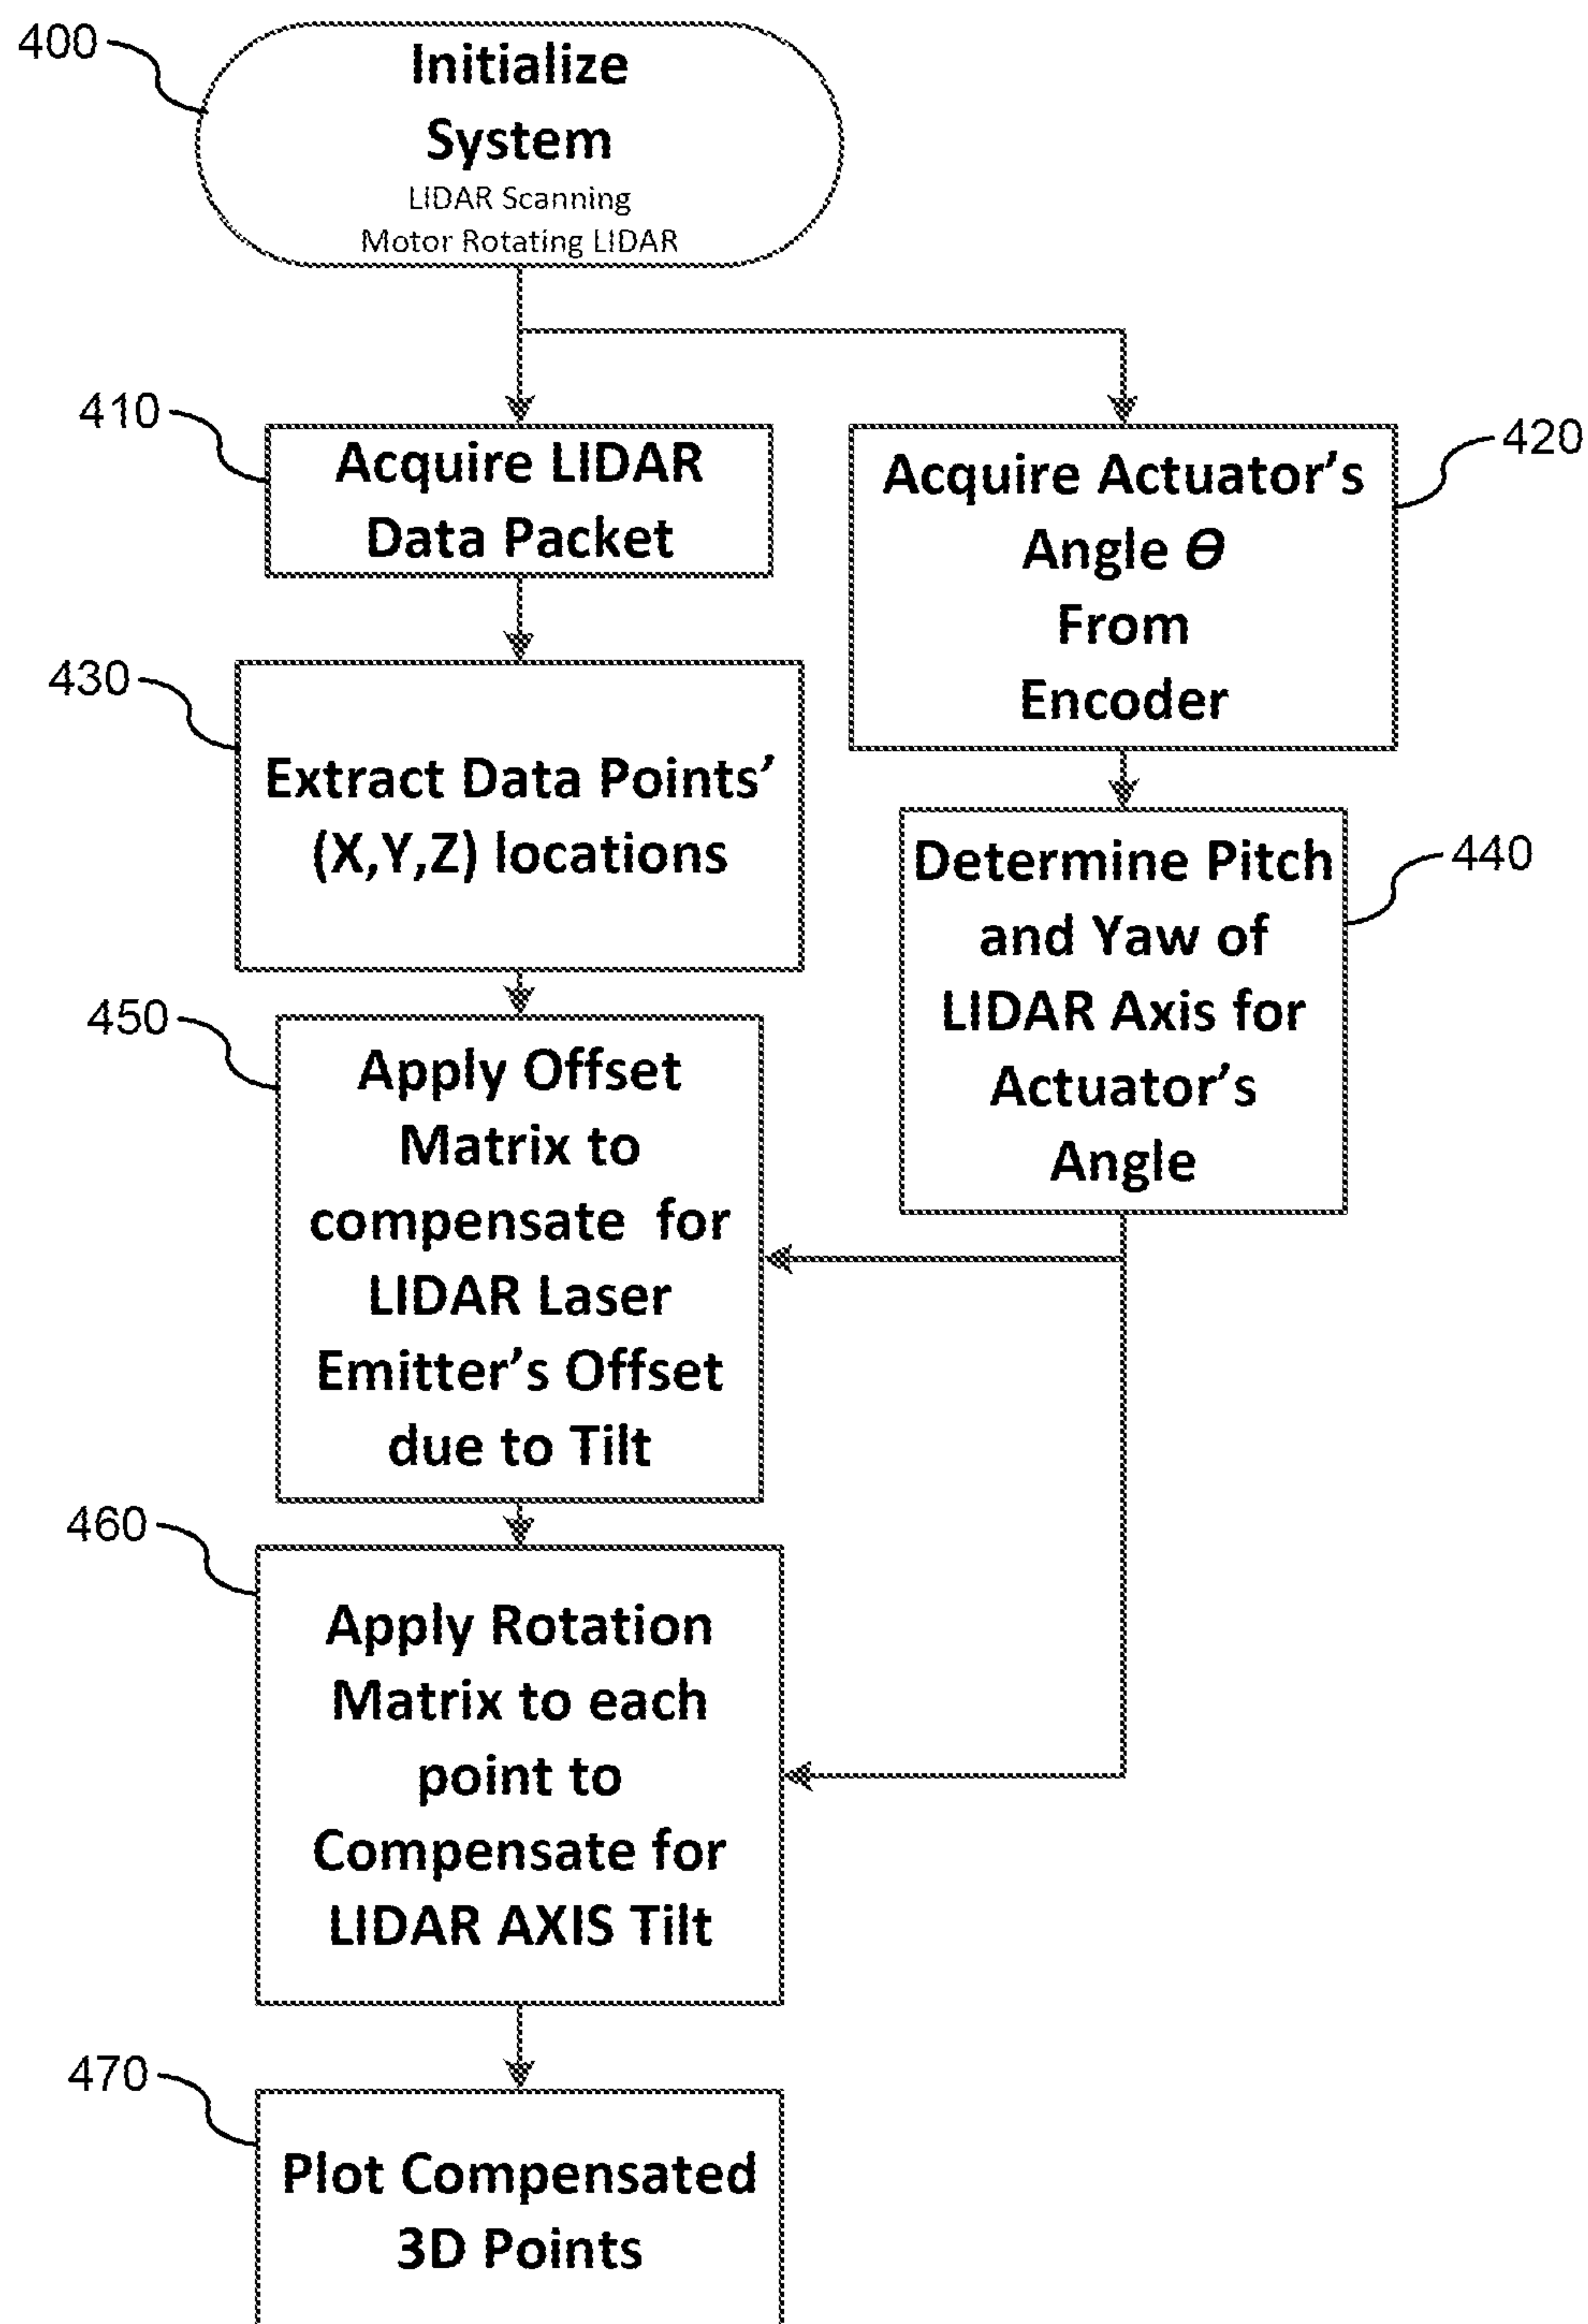 400
Initialize
System
LIDAR Scanning
Motor Rotating LIDAR
410
Acquire LIDAR
Data Packet
420
Acquire Actuator's
Angle Θ
From
Encoder
430
Extract Data Points'
(X,Y,Z) locations
440
Determine Pitch
and Yaw of
LIDAR Axis for
Actuator's
Angle
450
Apply Offset
Matrix to
compensate for
LIDAR Laser
Emitter's Offset
due to Tilt
460
Apply Rotation
Matrix to each
point to
Compensate for
LIDAR AXIS Tilt
470
Plot Compensated
3D Points